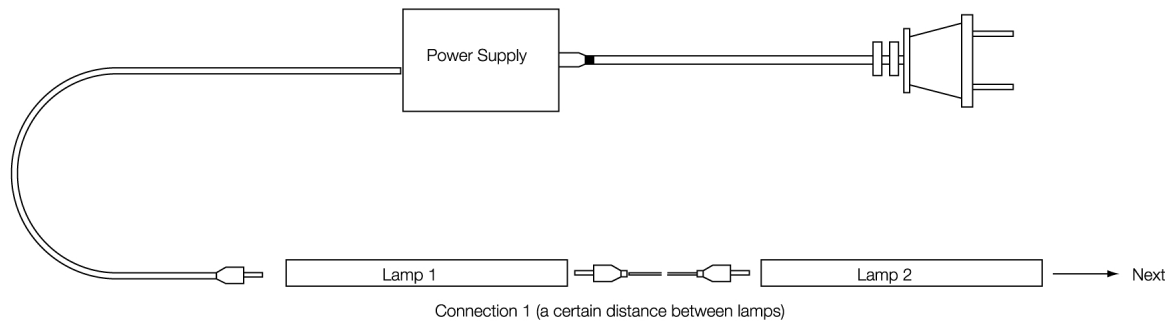 Power Supply
Lamp 1
Lamp 2
Next
Connection 1 (a certain distance between lamps)